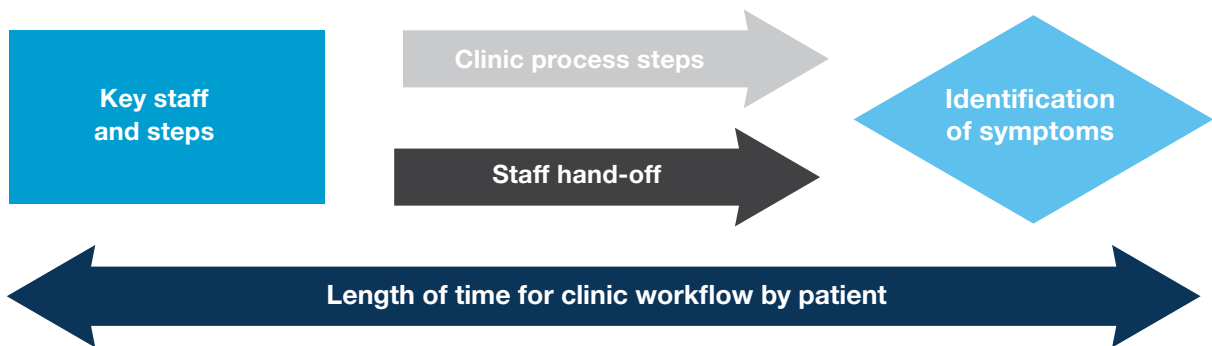 Key staff
and steps
Clinic process steps
Staff hand-off
Identification
of symptoms
Length of time for clinic workflow by patient